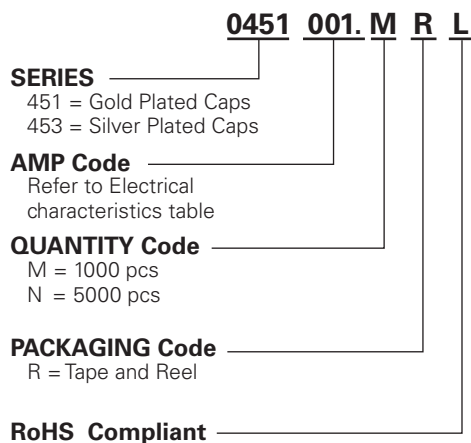 0451 001. M R L
SERIES
451 = Gold Plated Caps
453 = Silver Plated Caps
AMP Code
Refer to Electrical
characteristics table
QUANTITY Code
M = 1000 pcs
N = 5000 pcs
PACKAGING Code
R = Tape and Reel
RoHS Compliant